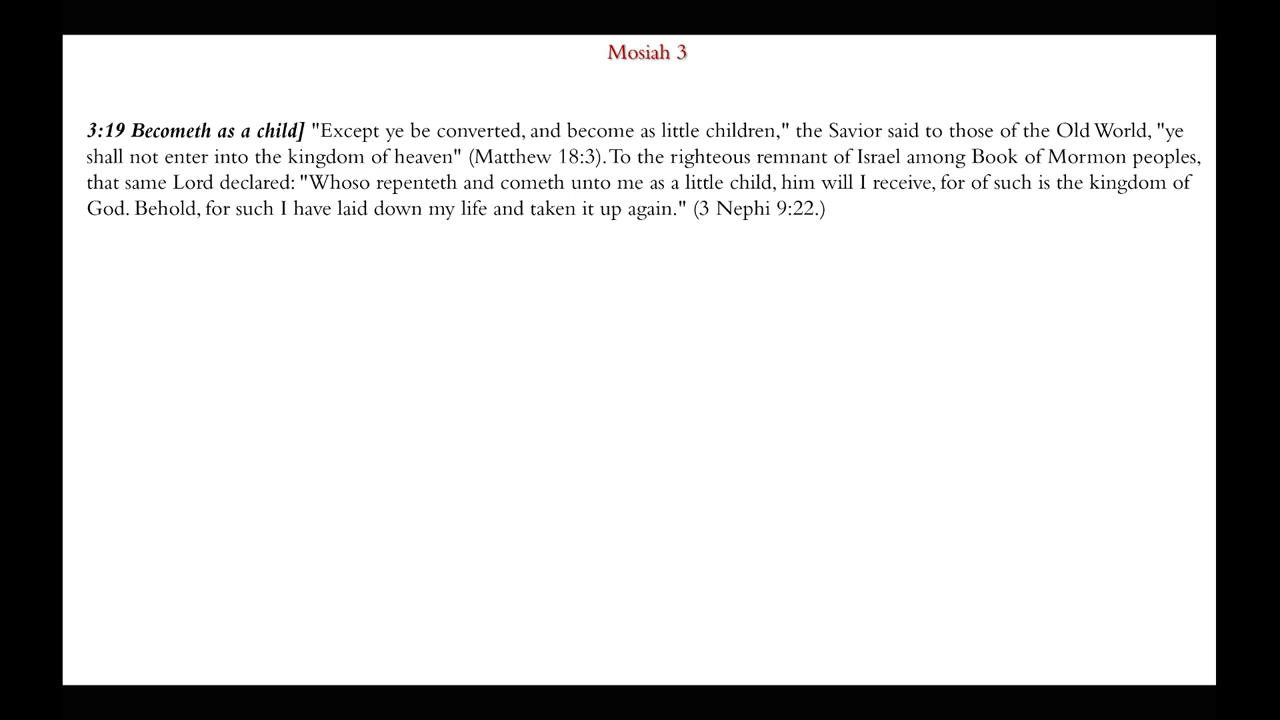 Mosiah 3
3:19 Becometh as a child] "Except ye be converted, and become as little children," the Savior said to those of the Old World, "ye
shall not enter into the kingdom of heaven" (Matthew 18:3). To the righteous remnant of Israel among Book of Mormon peoples,
that same Lord declared: "Whoso repenteth and cometh unto me as a little child, him will I receive, for of such is the kingdom of
God. Behold, for such I have laid down my life and taken it up again." (3 Nephi 9:22.)